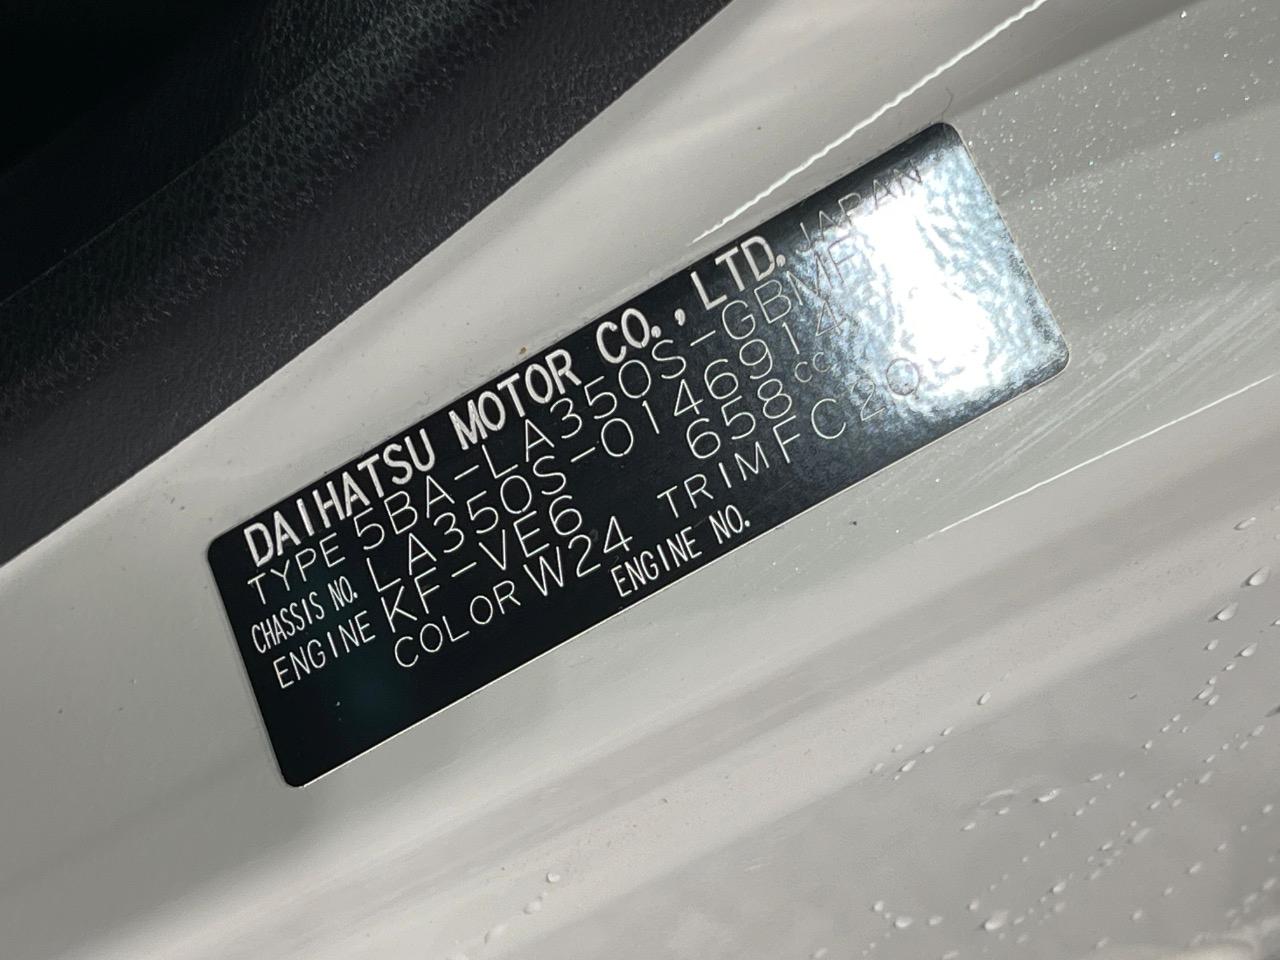 DAIHATSU MOTOR CO., LTD. JAPAN
TYPE 5BA-LA350S-GBMF
CHASSIS NO. LA350S-0146914
ENGINE KF-VE6 658cc
COLOR W24 TRIM FC2Q
ENGINE NO.